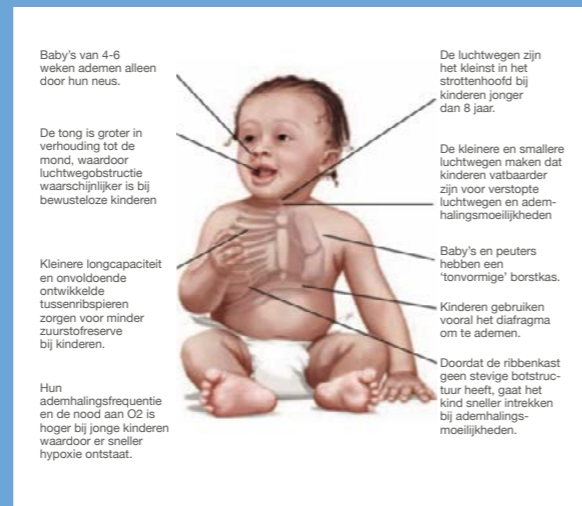 Baby's van 4-6
weken ademen alleen
door hun neus.
De tong is groter in
verhouding tot de
mond, waardoor
luchtwegobstructie
waarschijnlijker is bij
bewusteloze kinderen
Kleinere longcapaciteit
en onvoldoende
ontwikkelde
tussenribspieren
zorgen voor minder
zuurstofreserve
bij kinderen.
Hun
ademhalingsfrequentie
en de nood aan O2 is
hoger bij jonge kinderen
waardoor er sneller
hypoxie ontstaat.
De luchtwegen zijn
het kleinst in het
strottenhoofd bij
kinderen jonger
dan 8 jaar.
De kleinere en smallere
luchtwegen maken dat
kinderen vatbaarder
zijn voor verstopte
luchtwegen en adem-
halingsmoeilijkheden
Baby's en peuters
hebben een
'tonvormige' borstkas.
Kinderen gebruiken
vooral het diafragma
om te ademen.
Doordat de ribbenkast
geen stevige botstruc-
tuur heeft, gaat het
kind sneller intrekken
bij ademhalings-
moeilijkheden.